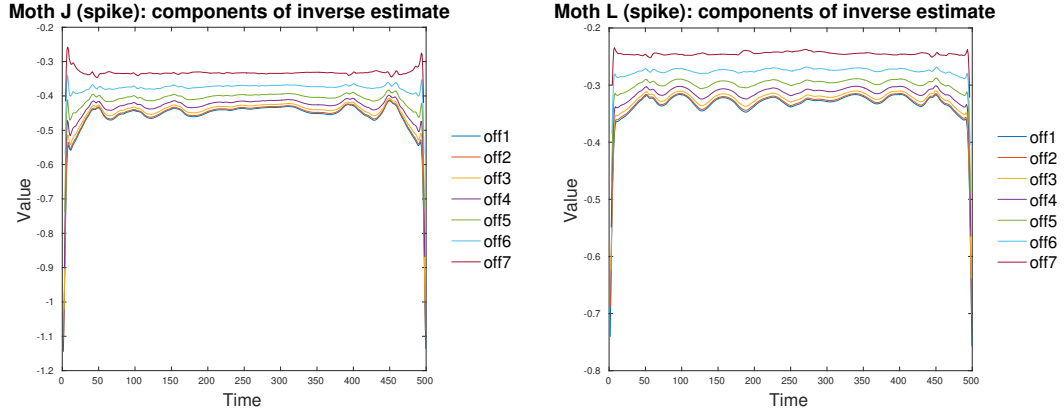 Moth J (spike): components of inverse estimate
-0.2
-0.3
-0.4
-0.5
-0.6
-0.7
-0.8
-0.9
-1
-1.1
-1.2
Value
0 50 100 150 200 250 300 350 400 450 500
Time
off1
off2
off3
off4
off5
off6
off7
Moth L (spike): components of inverse estimate
-0.2
-0.3
-0.4
-0.5
-0.6
-0.7
-0.8
Value
0 50 100 150 200 250 300 350 400 450 500
Time
off1
off2
off3
off4
off5
off6
off7